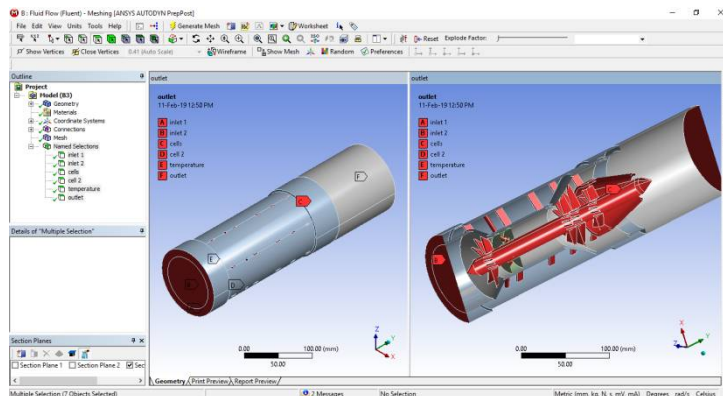 B : Fluid Flow (Fluent) - Meshing [ANSYS AUTODYN PrepPost]
File Edit View Units Tools Help Generate Mesh Worksheet
Reset Explode Factor:
Show Vertices Close Vertices 0.41 (Auto Scale) Wireframe Show Mesh Random Preferences
Outline
Project
Model (B3)
Geometry
Materials
Coordinate Systems
Connections
Mesh
Named Selections
inlet 1
inlet 2
cells
cell 2
temperature
outlet
Details of "Multiple Selection"
Section Planes
Section Plane 1 Section Plane 2 Sec
outlet
outlet
11-Feb-19 12:50 PM
A inlet 1
B inlet 2
C cells
D cell 2
E temperature
F outlet
F
C
E
D
0.00 100.00 (mm)
50.00
Z
Y
X
outlet
outlet
11-Feb-19 12:50 PM
A inlet 1
B inlet 2
C cells
D cell 2
E temperature
F outlet
0.00 100.00 (mm)
50.00
X
Y
Z
Geometry Print Preview Report Preview
Multiple Selection (7 Objects Selected) 2 Messages No Selection Metric (mm, kg, N, s, mV, mA) Degrees rad/s Celsius